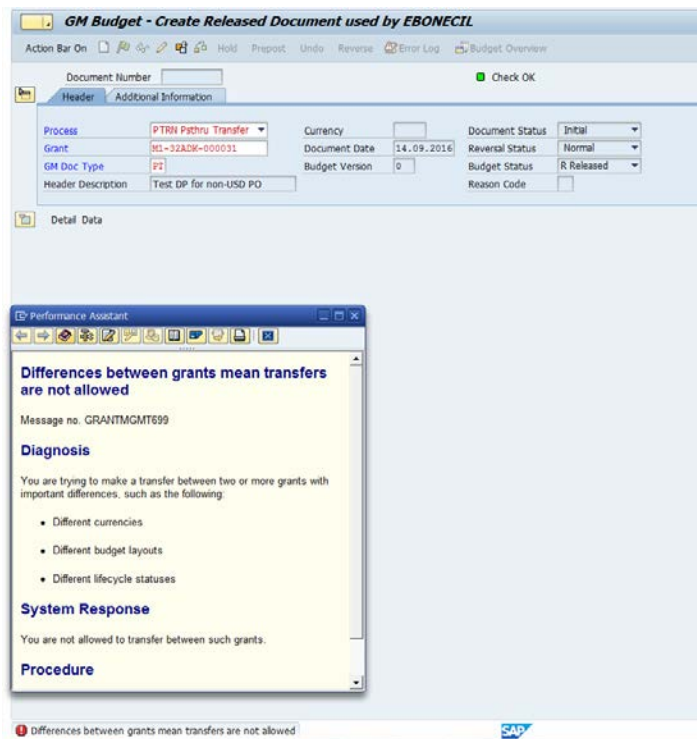 GM Budget - Create Released Document used by EBONECIL
Action Bar On Hold Prepost Undo Reverse Error Log Budget Overview
Document Number Check OK
Header Additional Information
Process PTRN Psthru Transfer Currency Document Status Initial
Grant M1-32ADK-000031 Document Date 14.09.2016 Reversal Status Normal
GM Doc Type PT Budget Version 0 Budget Status R Released
Header Description Test DP for non-USD PO Reason Code
Detail Data
Performance Assistant
Differences between grants mean transfers
are not allowed
Message no. GRANTMGMT699
Diagnosis
You are trying to make a transfer between two or more grants with
important differences, such as the following:
• Different currencies
• Different budget layouts
• Different lifecycle statuses
System Response
You are not allowed to transfer between such grants.
Procedure
Differences between grants mean transfers are not allowed
SAP